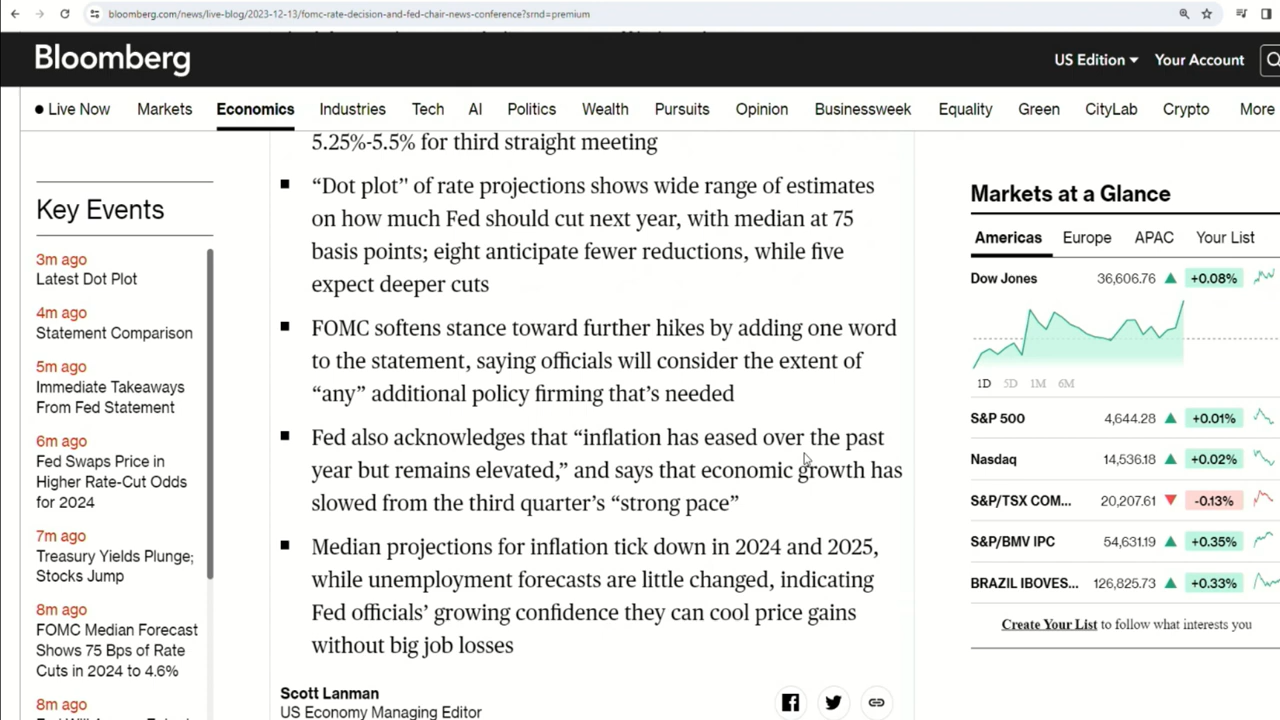 bloomberg.com/news/live-blog/2023-12-13/fomc-rate-decision-and-fed-chair-news-conference?srnd=premium
Bloomberg
US Edition
Your Account
Live Now
Markets
Economics
Industries
Tech
AI
Politics
Wealth
Pursuits
Opinion
Businessweek
Equality
Green
CityLab
Crypto
More
Key Events
3m ago
Latest Dot Plot
4m ago
Statement Comparison
5m ago
Immediate Takeaways
From Fed Statement
6m ago
Fed Swaps Price in
Higher Rate-Cut Odds
for 2024
7m ago
Treasury Yields Plunge;
Stocks Jump
8m ago
FOMC Median Forecast
Shows 75 Bps of Rate
Cuts in 2024 to 4.6%
8m ago
5.25%-5.5% for third straight meeting
“Dot plot” of rate projections shows wide range of estimates
on how much Fed should cut next year, with median at 75
basis points; eight anticipate fewer reductions, while five
expect deeper cuts
FOMC softens stance toward further hikes by adding one word
to the statement, saying officials will consider the extent of
“any” additional policy firming that’s needed
Fed also acknowledges that “inflation has eased over the past
year but remains elevated,” and says that economic growth has
slowed from the third quarter’s “strong pace”
Median projections for inflation tick down in 2024 and 2025,
while unemployment forecasts are little changed, indicating
Fed officials’ growing confidence they can cool price gains
without big job losses
Scott Lanman
US Economy Managing Editor
Markets at a Glance
Americas
Europe
APAC
Your List
Dow Jones 36,606.76 +0.08%
1D 5D 1M 6M
S&P 500 4,644.28 +0.01%
Nasdaq 14,536.18 +0.02%
S&P/TSX COM... 20,207.61 -0.13%
S&P/BMV IPC 54,631.19 +0.35%
BRAZIL IBOVES... 126,825.73 +0.33%
Create Your List to follow what interests you